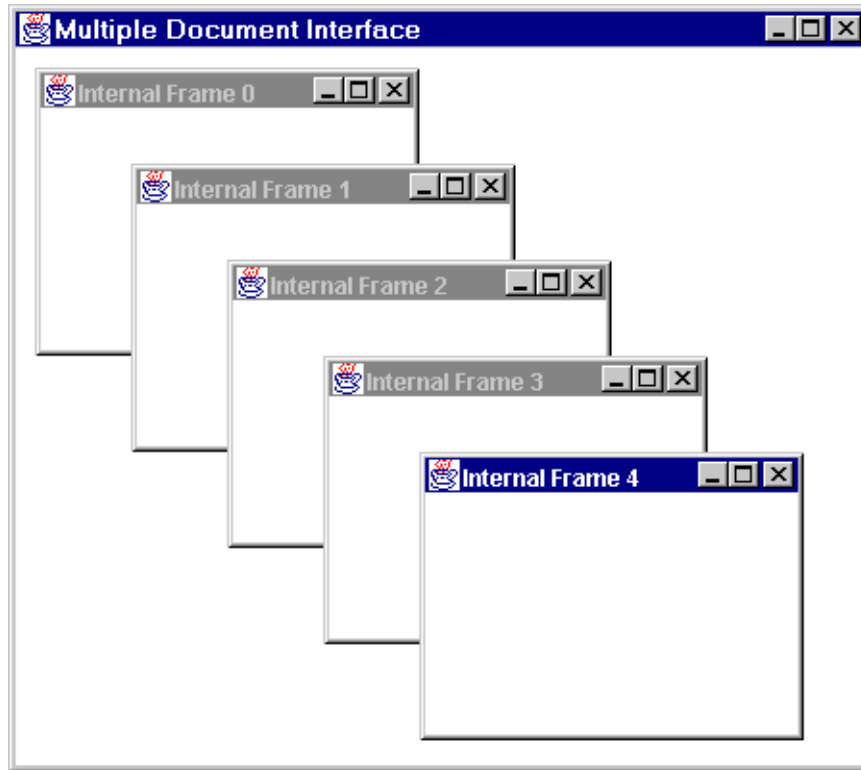 Multiple Document Interface
Internal Frame 0
Internal Frame 1
Internal Frame 2
Internal Frame 3
Internal Frame 4